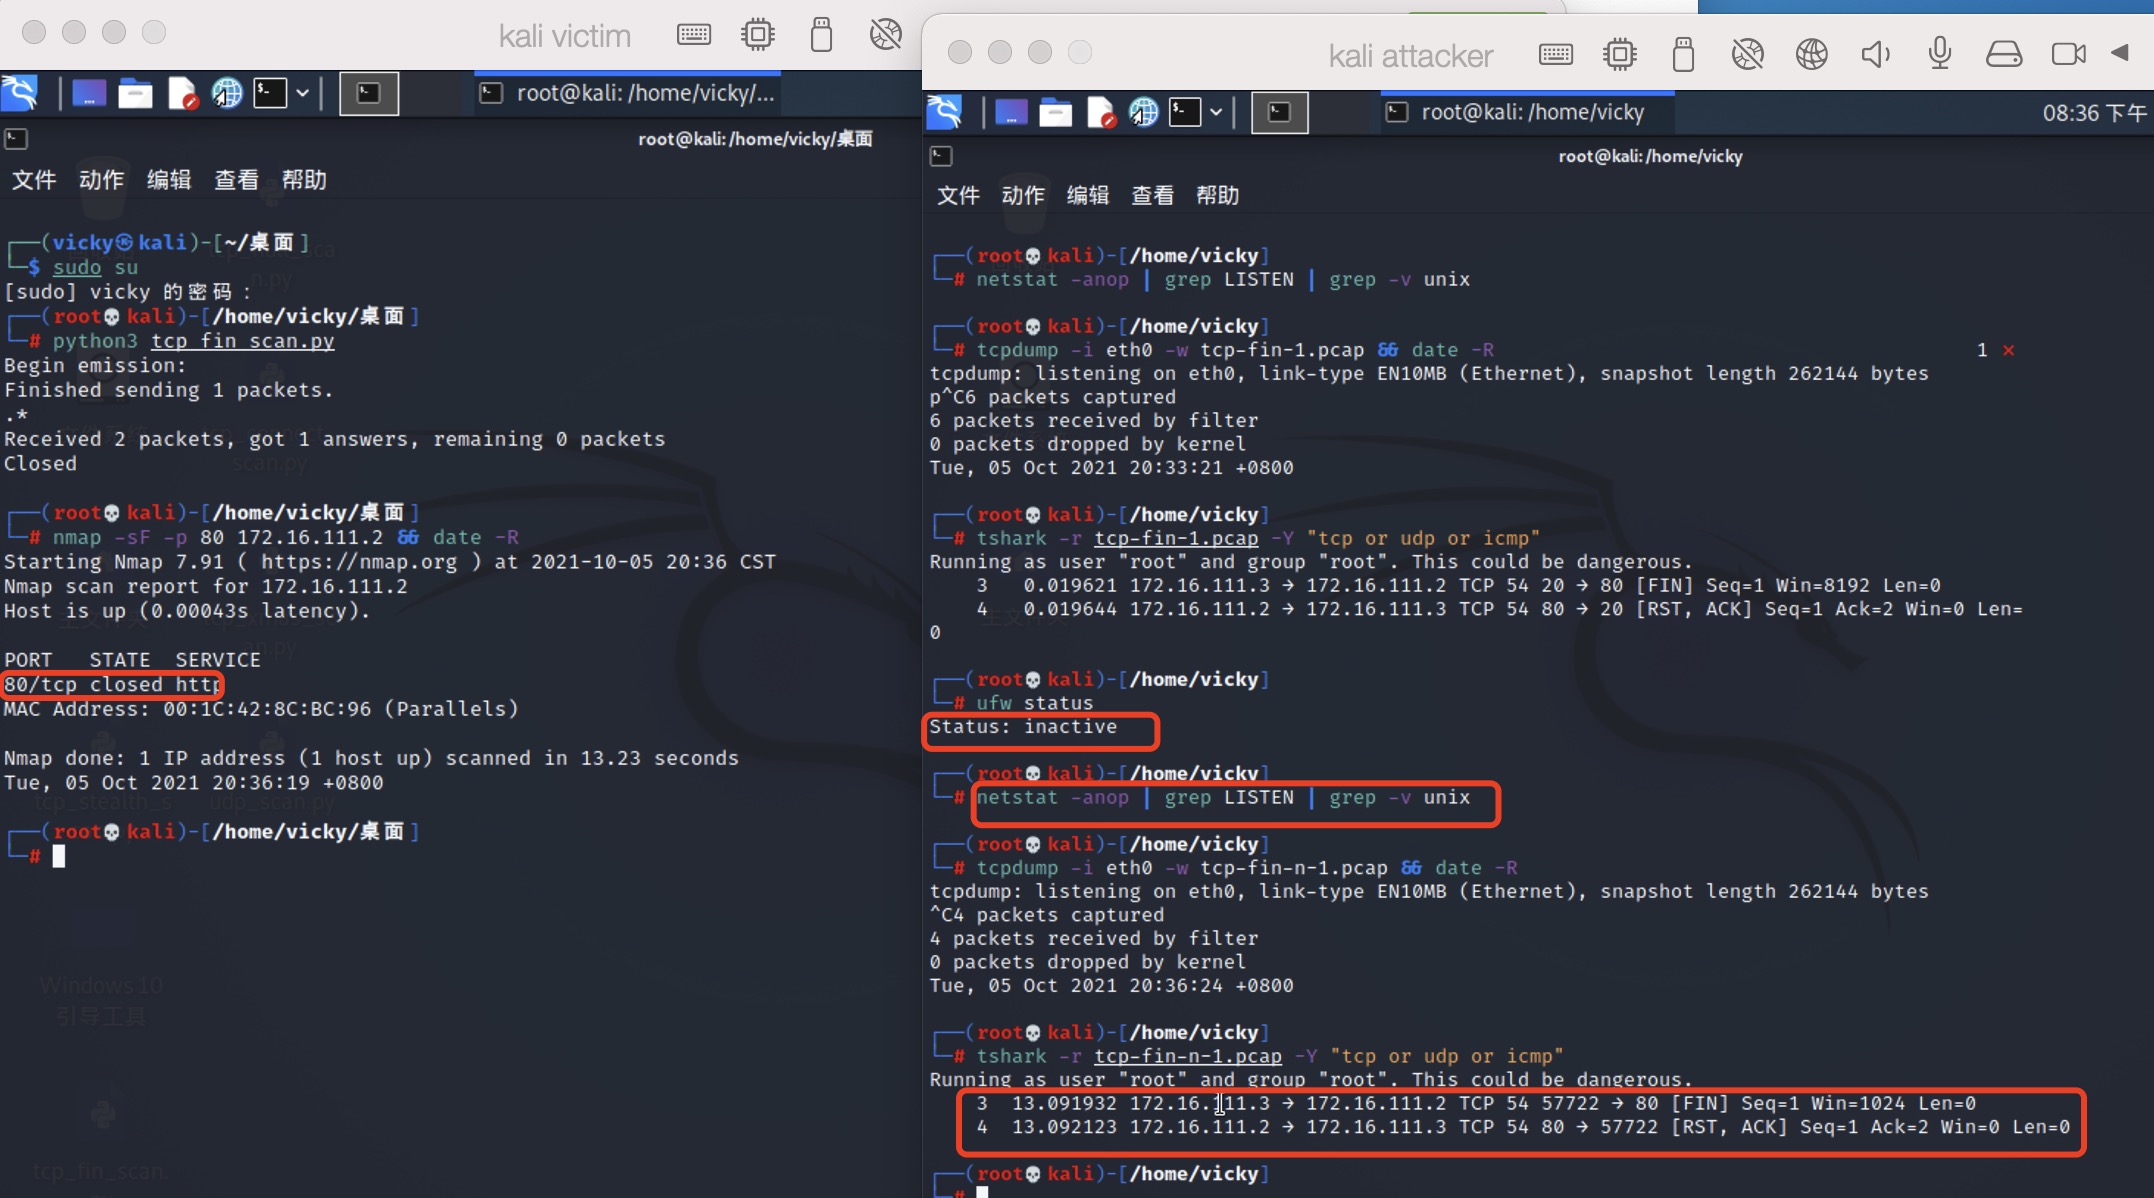 kali victim
root@kali: /home/vicky/...
root@kali: /home/vicky/桌面
文件 动作 编辑 查看 帮助
┌──(vicky㉿kali)-[~/桌面]
└─$ sudo su
[sudo] vicky 的密码：
┌──(root💀kali)-[/home/vicky/桌面]
└─# python3 tcp_fin_scan.py
Begin emission:
Finished sending 1 packets.
.*
Received 2 packets, got 1 answers, remaining 0 packets
Closed
┌──(root💀kali)-[/home/vicky/桌面]
└─# nmap -sF -p 80 172.16.111.2 && date -R
Starting Nmap 7.91 ( https://nmap.org ) at 2021-10-05 20:36 CST
Nmap scan report for 172.16.111.2
Host is up (0.00043s latency).
PORT   STATE  SERVICE
80/tcp closed http
MAC Address: 00:1C:42:8C:BC:96 (Parallels)
Nmap done: 1 IP address (1 host up) scanned in 13.23 seconds
Tue, 05 Oct 2021 20:36:19 +0800
┌──(root💀kali)-[/home/vicky/桌面]
└─#
Windows 10
引导工具
tcp_fin_scan.
kali attacker
root@kali: /home/vicky
08:36 下午
root@kali: /home/vicky
文件 动作 编辑 查看 帮助
┌──(root💀kali)-[/home/vicky]
└─# netstat -anop | grep LISTEN | grep -v unix
┌──(root💀kali)-[/home/vicky]
└─# tcpdump -i eth0 -w tcp-fin-1.pcap && date -R 1 ⨯
tcpdump: listening on eth0, link-type EN10MB (Ethernet), snapshot length 262144 bytes
p^C6 packets captured
6 packets received by filter
0 packets dropped by kernel
Tue, 05 Oct 2021 20:33:21 +0800
┌──(root💀kali)-[/home/vicky]
└─# tshark -r tcp-fin-1.pcap -Y "tcp or udp or icmp"
Running as user "root" and group "root". This could be dangerous.
3   0.019621 172.16.111.3 → 172.16.111.2 TCP 54 20 → 80 [FIN] Seq=1 Win=8192 Len=0
4   0.019644 172.16.111.2 → 172.16.111.3 TCP 54 80 → 20 [RST, ACK] Seq=1 Ack=2 Win=0 Len=
0
┌──(root💀kali)-[/home/vicky]
└─# ufw status
Status: inactive
┌──(root💀kali)-[/home/vicky]
└─# netstat -anop | grep LISTEN | grep -v unix
┌──(root💀kali)-[/home/vicky]
└─# tcpdump -i eth0 -w tcp-fin-n-1.pcap && date -R
tcpdump: listening on eth0, link-type EN10MB (Ethernet), snapshot length 262144 bytes
^C4 packets captured
4 packets received by filter
0 packets dropped by kernel
Tue, 05 Oct 2021 20:36:24 +0800
┌──(root💀kali)-[/home/vicky]
└─# tshark -r tcp-fin-n-1.pcap -Y "tcp or udp or icmp"
Running as user "root" and group "root". This could be dangerous.
3  13.091932 172.16.111.3 → 172.16.111.2 TCP 54 57722 → 80 [FIN] Seq=1 Win=1024 Len=0
4  13.092123 172.16.111.2 → 172.16.111.3 TCP 54 80 → 57722 [RST, ACK] Seq=1 Ack=2 Win=0 Len=0
┌──(root💀kali)-[/home/vicky]
└─#